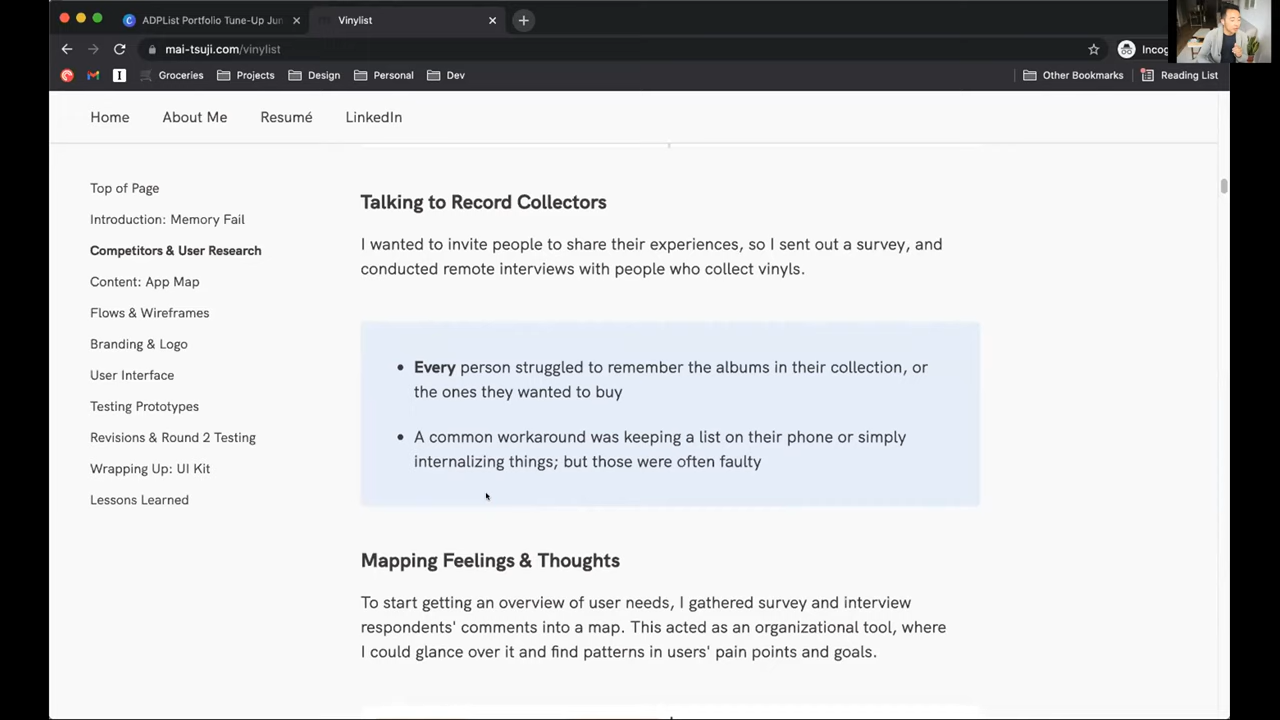 ADPList Portfolio Tune-Up Jun
Vinylist
mai-tsuji.com/vinylist
Incog
Groceries
Projects
Design
Personal
Dev
Other Bookmarks
Reading List
Home
About Me
Resumé
LinkedIn
Top of Page
Introduction: Memory Fail
Competitors & User Research
Content: App Map
Flows & Wireframes
Branding & Logo
User Interface
Testing Prototypes
Revisions & Round 2 Testing
Wrapping Up: UI Kit
Lessons Learned
Talking to Record Collectors
I wanted to invite people to share their experiences, so I sent out a survey, and
conducted remote interviews with people who collect vinyls.
• Every person struggled to remember the albums in their collection, or
the ones they wanted to buy
• A common workaround was keeping a list on their phone or simply
internalizing things; but those were often faulty
Mapping Feelings & Thoughts
To start getting an overview of user needs, I gathered survey and interview
respondents' comments into a map. This acted as an organizational tool, where
I could glance over it and find patterns in users' pain points and goals.